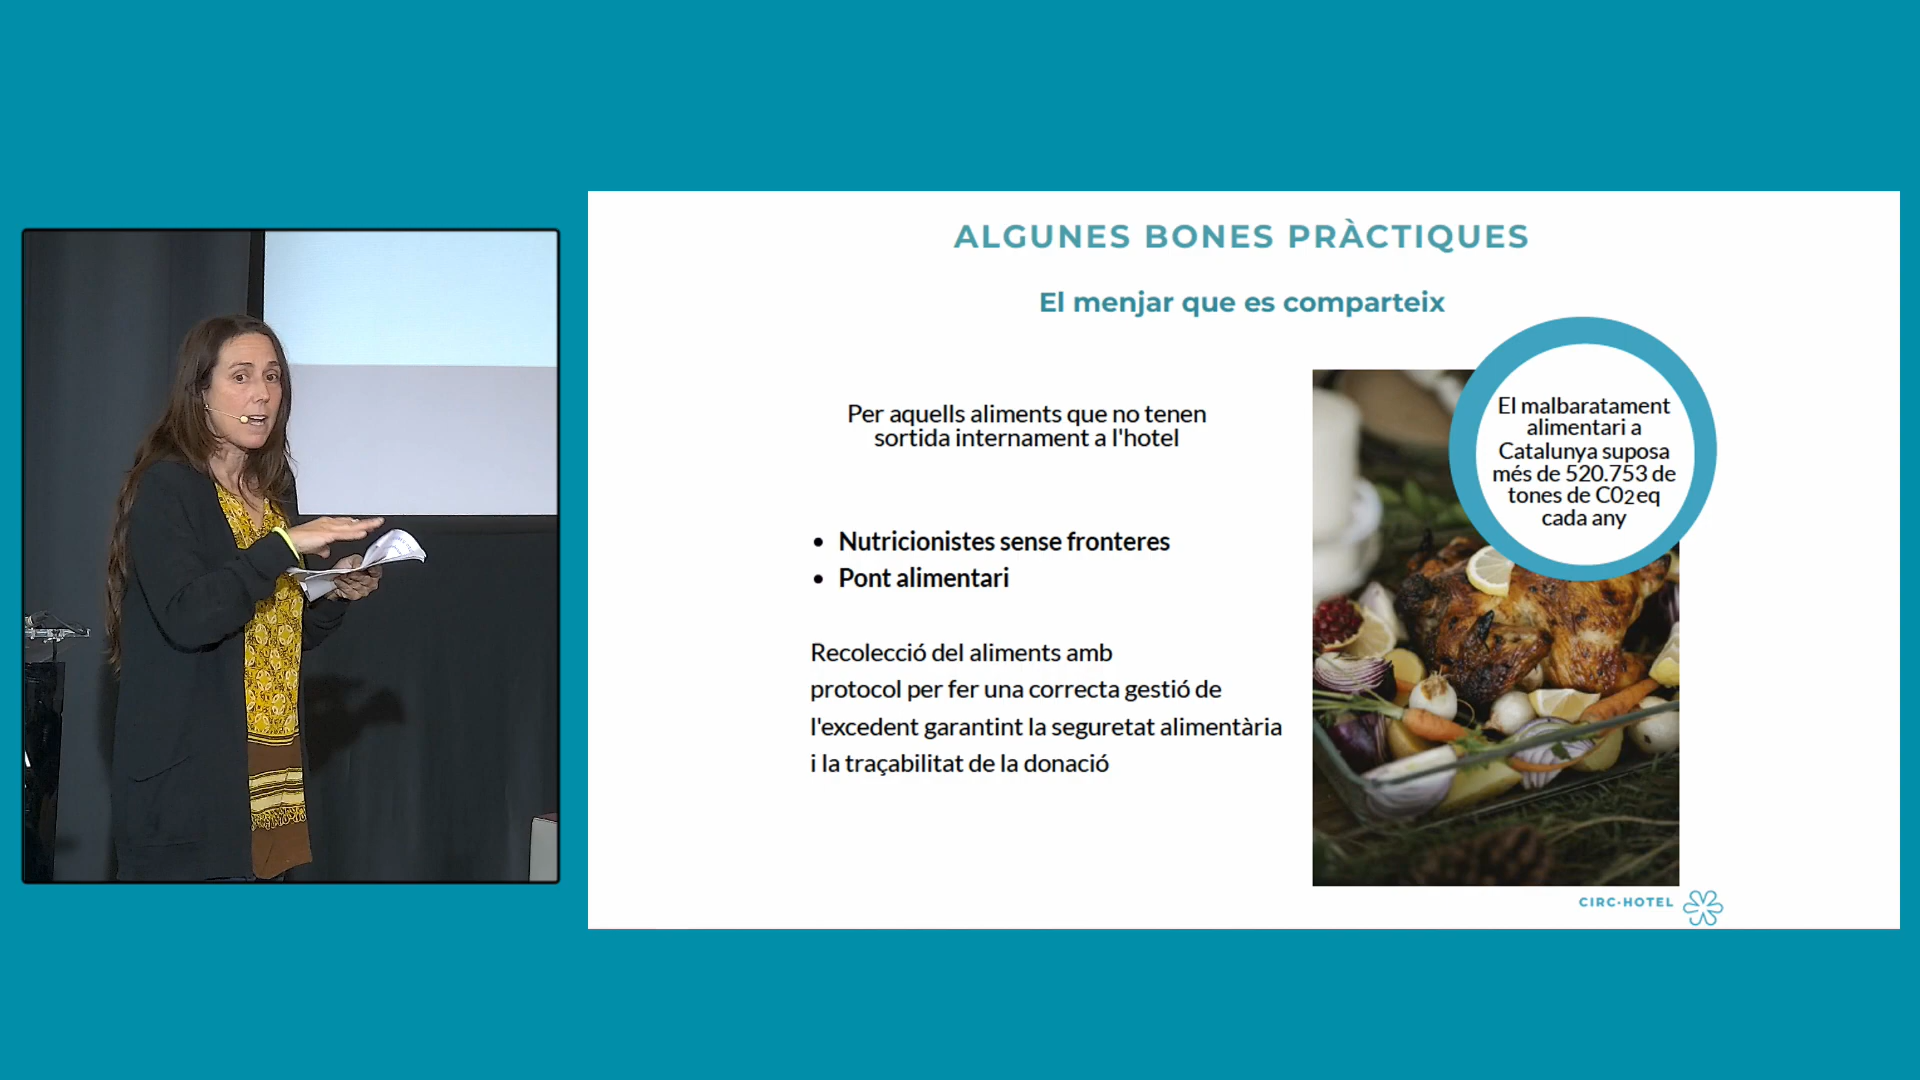 ALGUNES BONES PRÀCTIQUES
El menjar que es comparteix
Per aquells aliments que no tenen
sortida internament a l'hotel
• Nutricionistes sense fronteres
• Pont alimentari
Recolecció del aliments amb
protocol per fer una correcta gestió de
l'excedent garantint la seguretat alimentària
i la traçabilitat de la donació
El malbaratament
alimentari a
Catalunya suposa
més de 520.753 de
tones de C02eq
cada any
CIRC·HOTEL